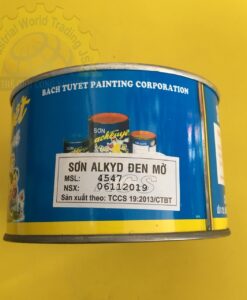 BACH TUYET PAINTING CORPORATION
SƠN
SƠN ALKYD ĐEN MỜ
MSL: 4547
NSX: 06112019
Sản xuất theo: TCCS 19:2013/CTBT